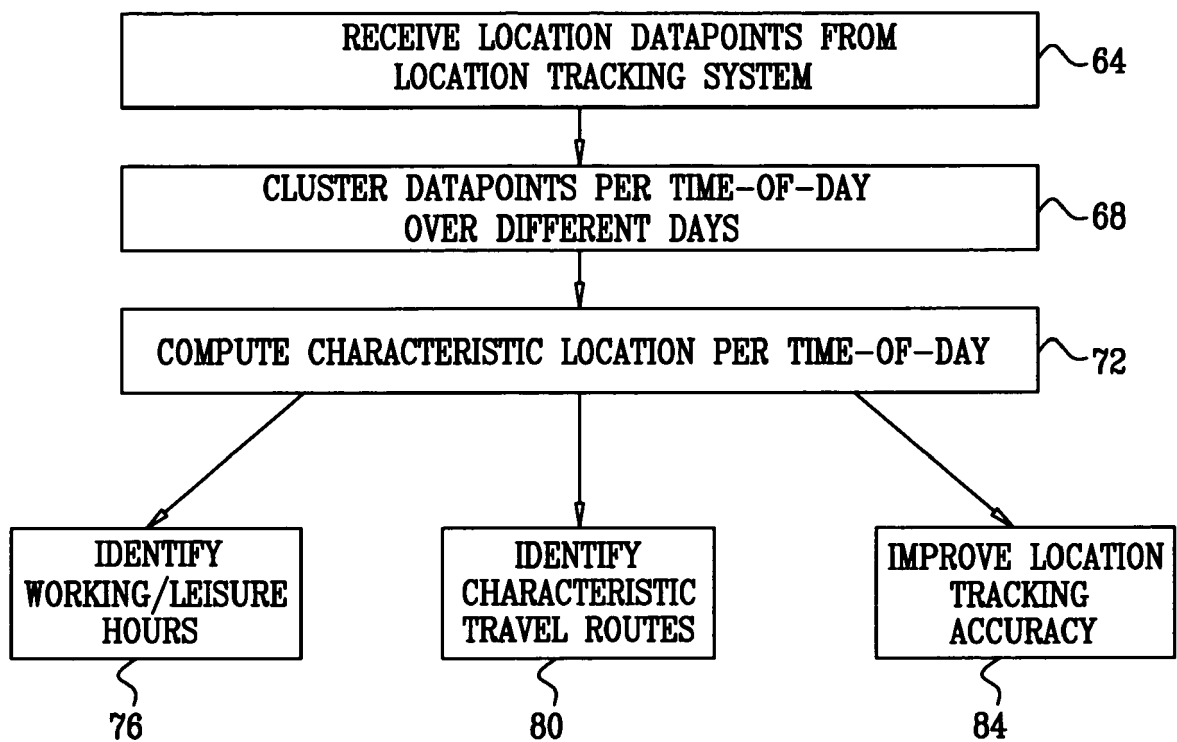 RECEIVE LOCATION DATAPOINTS FROM
LOCATION TRACKING SYSTEM
64
CLUSTER DATAPOINTS PER TIME-OF-DAY
OVER DIFFERENT DAYS
68
COMPUTE CHARACTERISTIC LOCATION PER TIME-OF-DAY
72
IDENTIFY
WORKING/LEISURE
HOURS
76
IDENTIFY
CHARACTERISTIC
TRAVEL ROUTES
80
IMPROVE LOCATION
TRACKING
ACCURACY
84